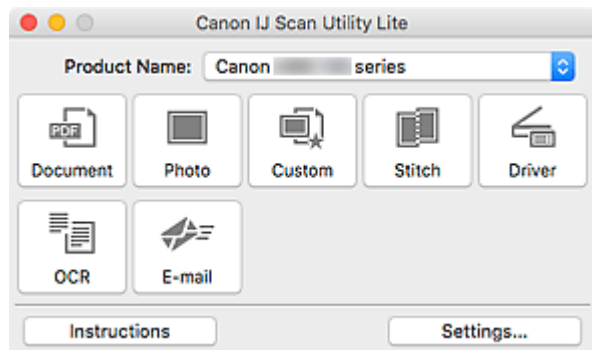 Canon IJ Scan Utility Lite
Product Name: Canon series
PDF
Document Photo Custom Stitch Driver
OCR E-mail
Instructions Settings...